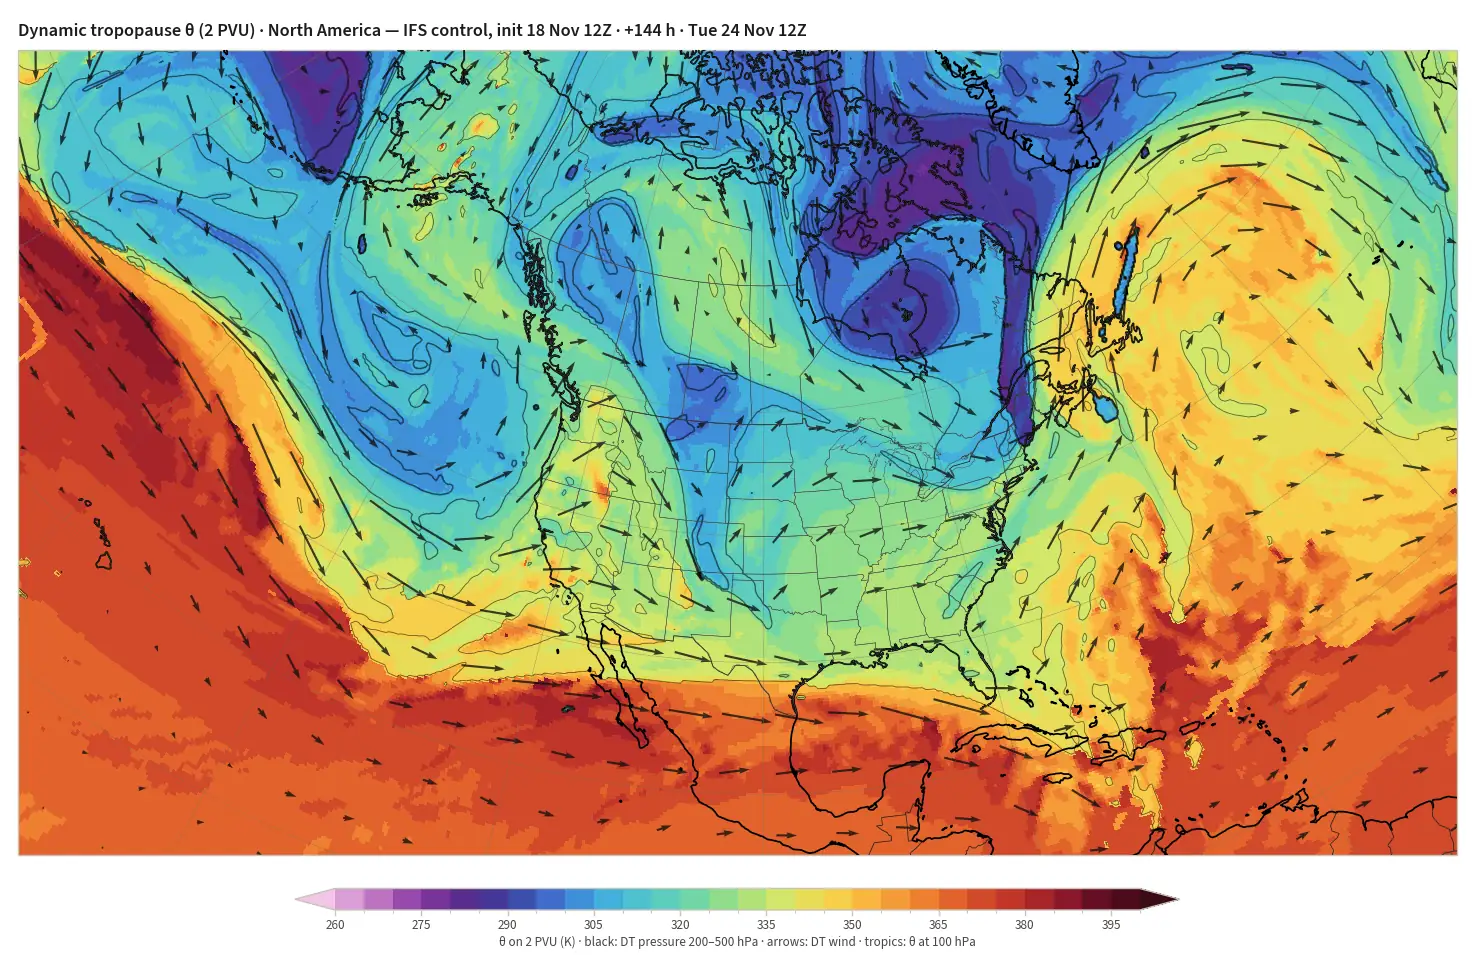 Dynamic tropopause θ (2 PVU) · North America — IFS control, init 18 Nov 12Z · +144 h · Tue 24 Nov 12Z
260 275 290 305 320 335 350 365 380 395
θ on 2 PVU (K) · black: DT pressure 200–500 hPa · arrows: DT wind · tropics: θ at 100 hPa